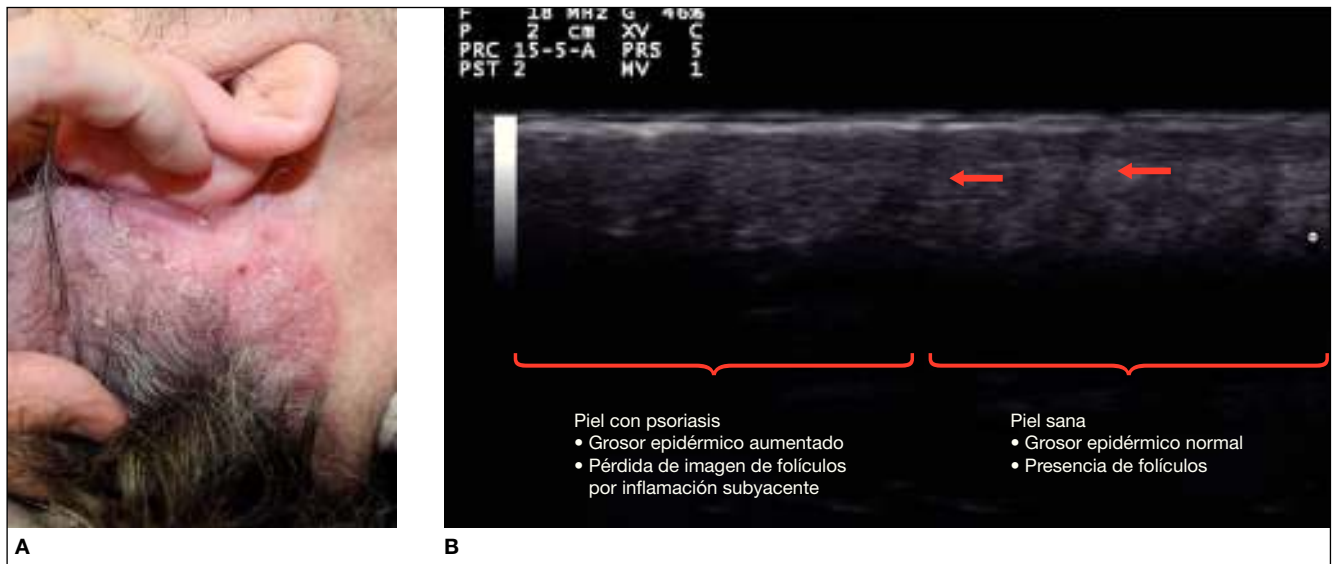 F 18 MHz G 46%
P 2 cm XV C
PRC 15-5-A PRS 5
PST 2 MV 1
Piel con psoriasis
• Grosor epidérmico aumentado
• Pérdida de imagen de folículos
por inflamación subyacente
Piel sana
• Grosor epidérmico normal
• Presencia de folículos
A
B